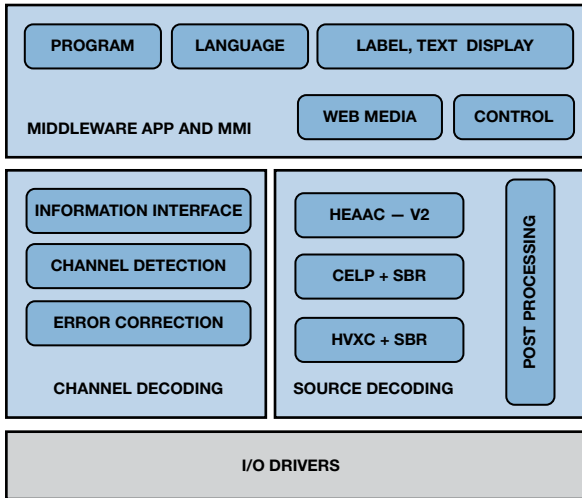 PROGRAM
LANGUAGE
LABEL, TEXT DISPLAY
WEB MEDIA
CONTROL
MIDDLEWARE APP AND MMI
INFORMATION INTERFACE
CHANNEL DETECTION
ERROR CORRECTION
CHANNEL DECODING
HEAAC — V2
CELP + SBR
HVXC + SBR
SOURCE DECODING
POST PROCESSING
I/O DRIVERS